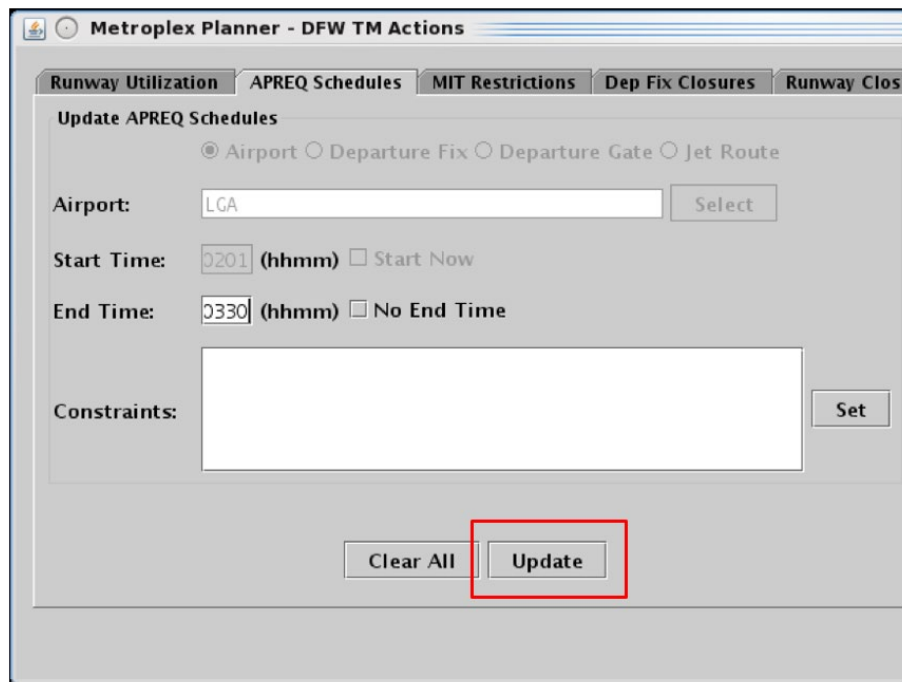 Metroplex Planner - DFW TM Actions
Runway Utilization APREQ Schedules MIT Restrictions Dep Fix Closures Runway Clos
Update APREQ Schedules
Airport Departure Fix Departure Gate Jet Route
Airport: LGA Select
Start Time: 0201 (hhmm) Start Now
End Time: 0330 (hhmm) No End Time
Constraints: Set
Clear All Update